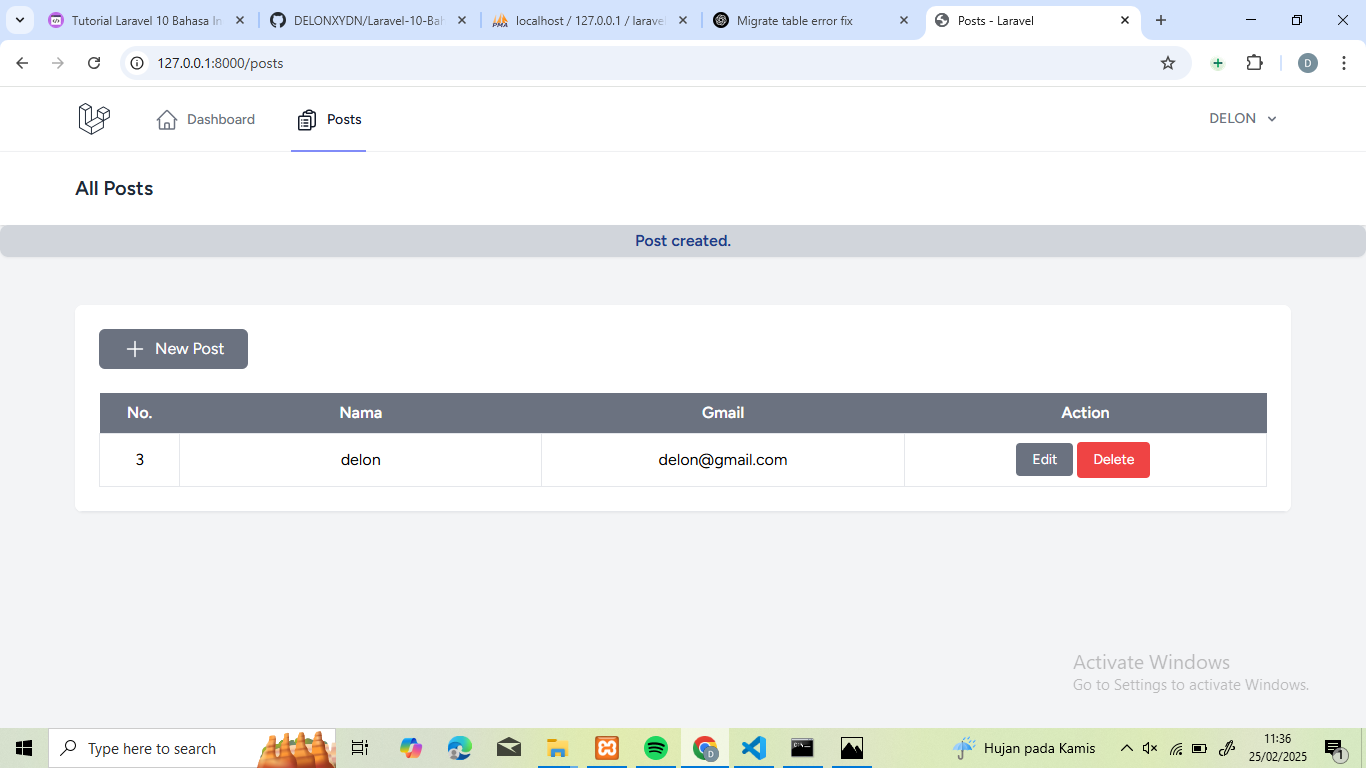 Tutorial Laravel 10 Bahasa In
DELONXYDN/Laravel-10-Bah
localhost / 127.0.0.1 / larave
Migrate table error fix
Posts - Laravel
127.0.0.1:8000/posts
D
Dashboard
Posts
DELON
All Posts
Post created.
New Post
No. Nama Gmail Action
3 delon delon@gmail.com Edit Delete
Activate Windows
Go to Settings to activate Windows.
Type here to search
Hujan pada Kamis
11:36
25/02/2025
1